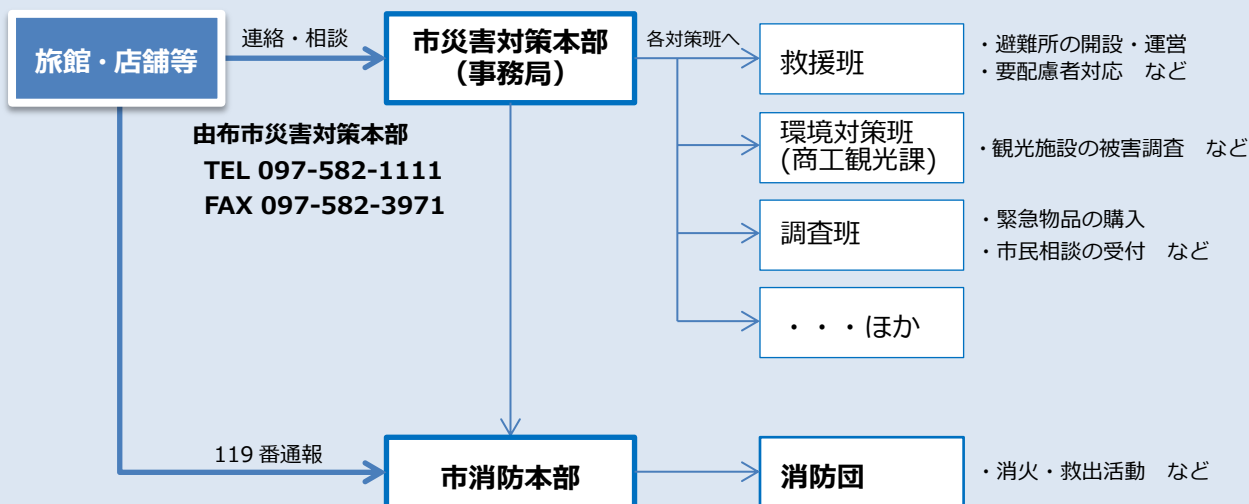 旅館・店舗等
連絡・相談
市災害対策本部
（事務局）
各対策班へ
救援班
・避難所の開設・運営
・要配慮者対応　など
由布市災害対策本部
TEL 097-582-1111
FAX 097-582-3971
環境対策班
(商工観光課)
・観光施設の被害調査　など
調査班
・緊急物品の購入
・市民相談の受付　など
・・・ほか
119 番通報
市消防本部
消防団
・消火・救出活動　など